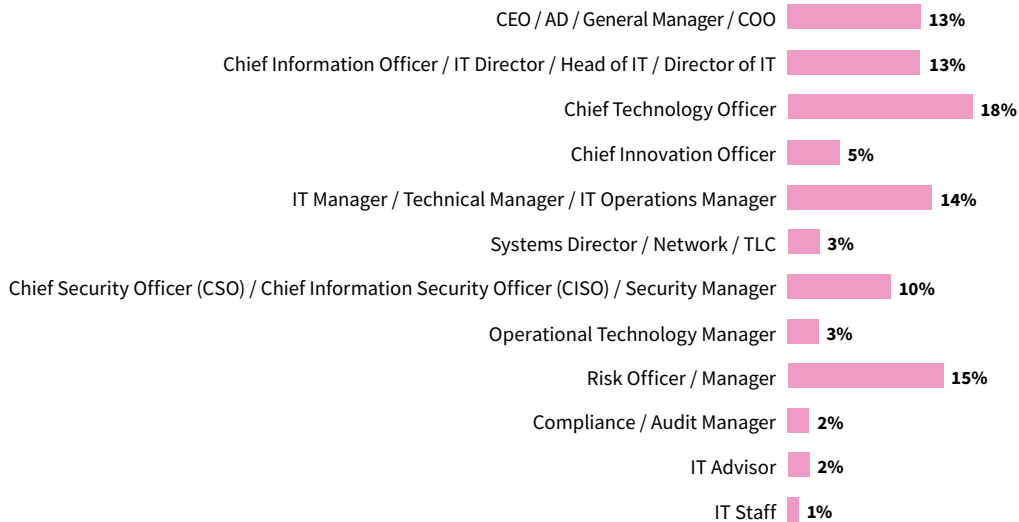 CEO / AD / General Manager / COO 13%
Chief Information Officer / IT Director / Head of IT / Director of IT 13%
Chief Technology Officer 18%
Chief Innovation Officer 5%
IT Manager / Technical Manager / IT Operations Manager 14%
Systems Director / Network / TLC 3%
Chief Security Officer (CSO) / Chief Information Security Officer (CISO) / Security Manager 10%
Operational Technology Manager 3%
Risk Officer / Manager 15%
Compliance / Audit Manager 2%
IT Advisor 2%
IT Staff 1%